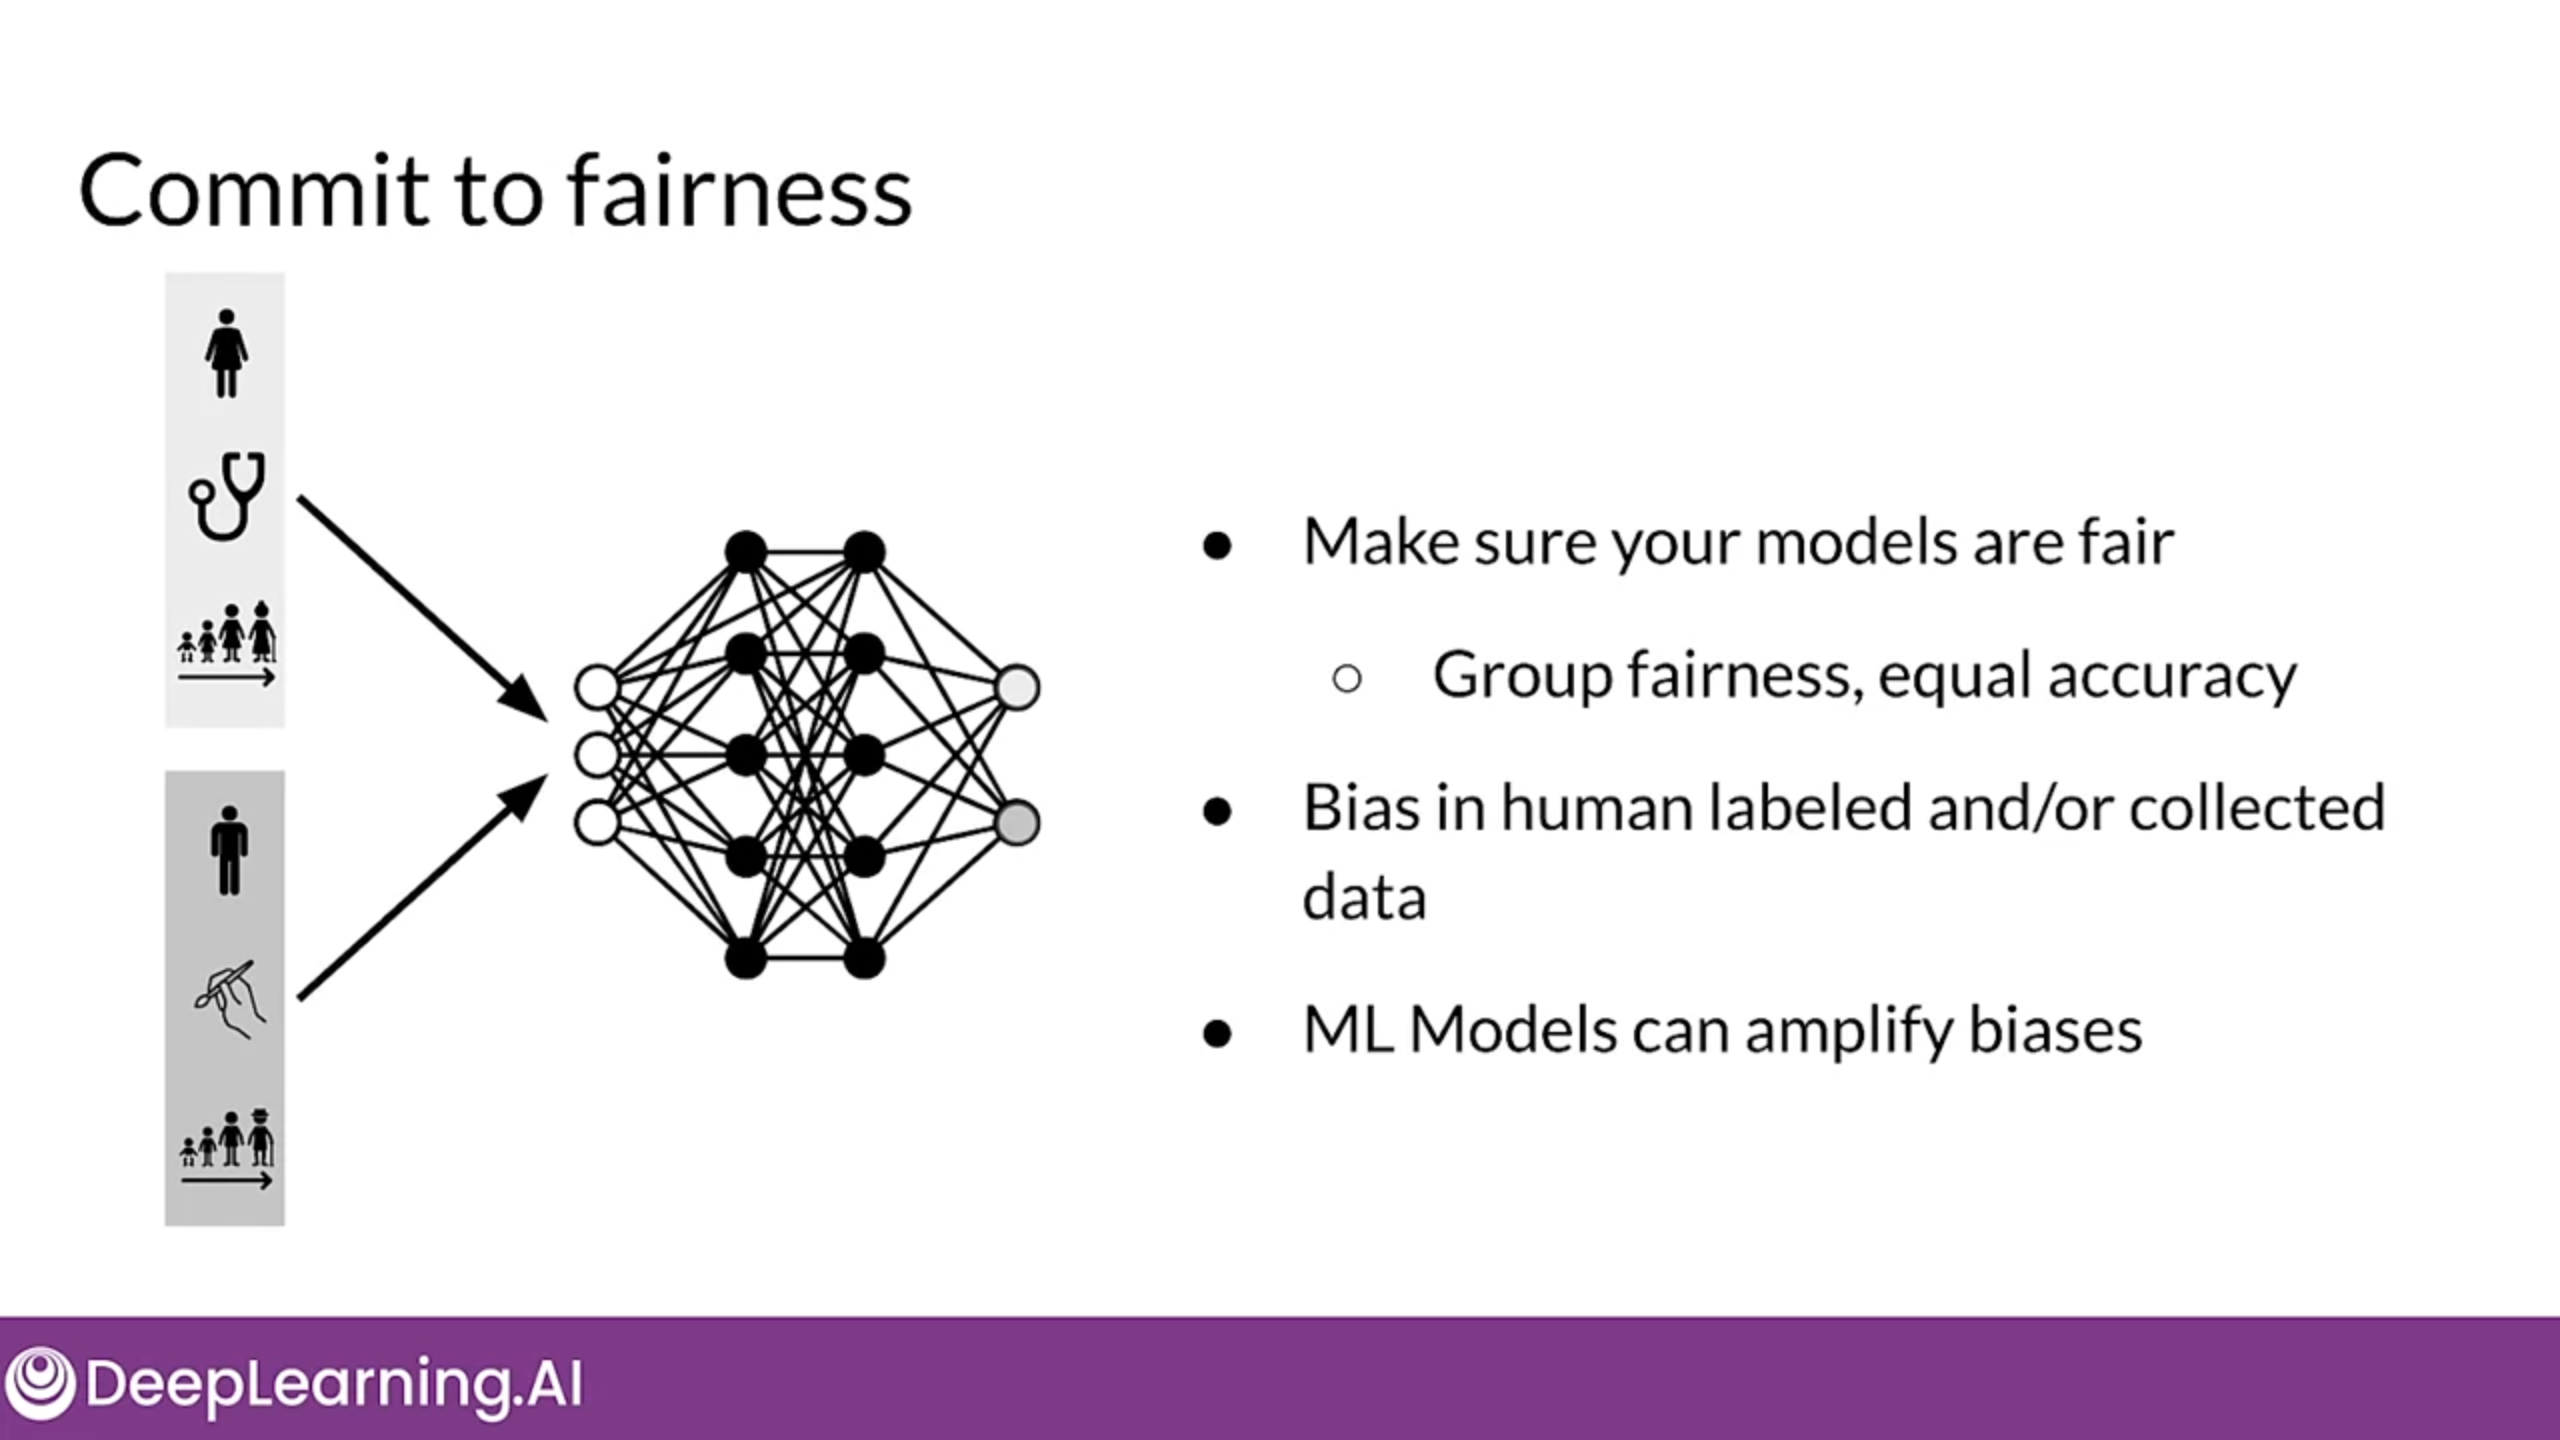 Commit to fairness
● Make sure your models are fair
○ Group fairness, equal accuracy
● Bias in human labeled and/or collected
data
● ML Models can amplify biases
DeepLearning.AI